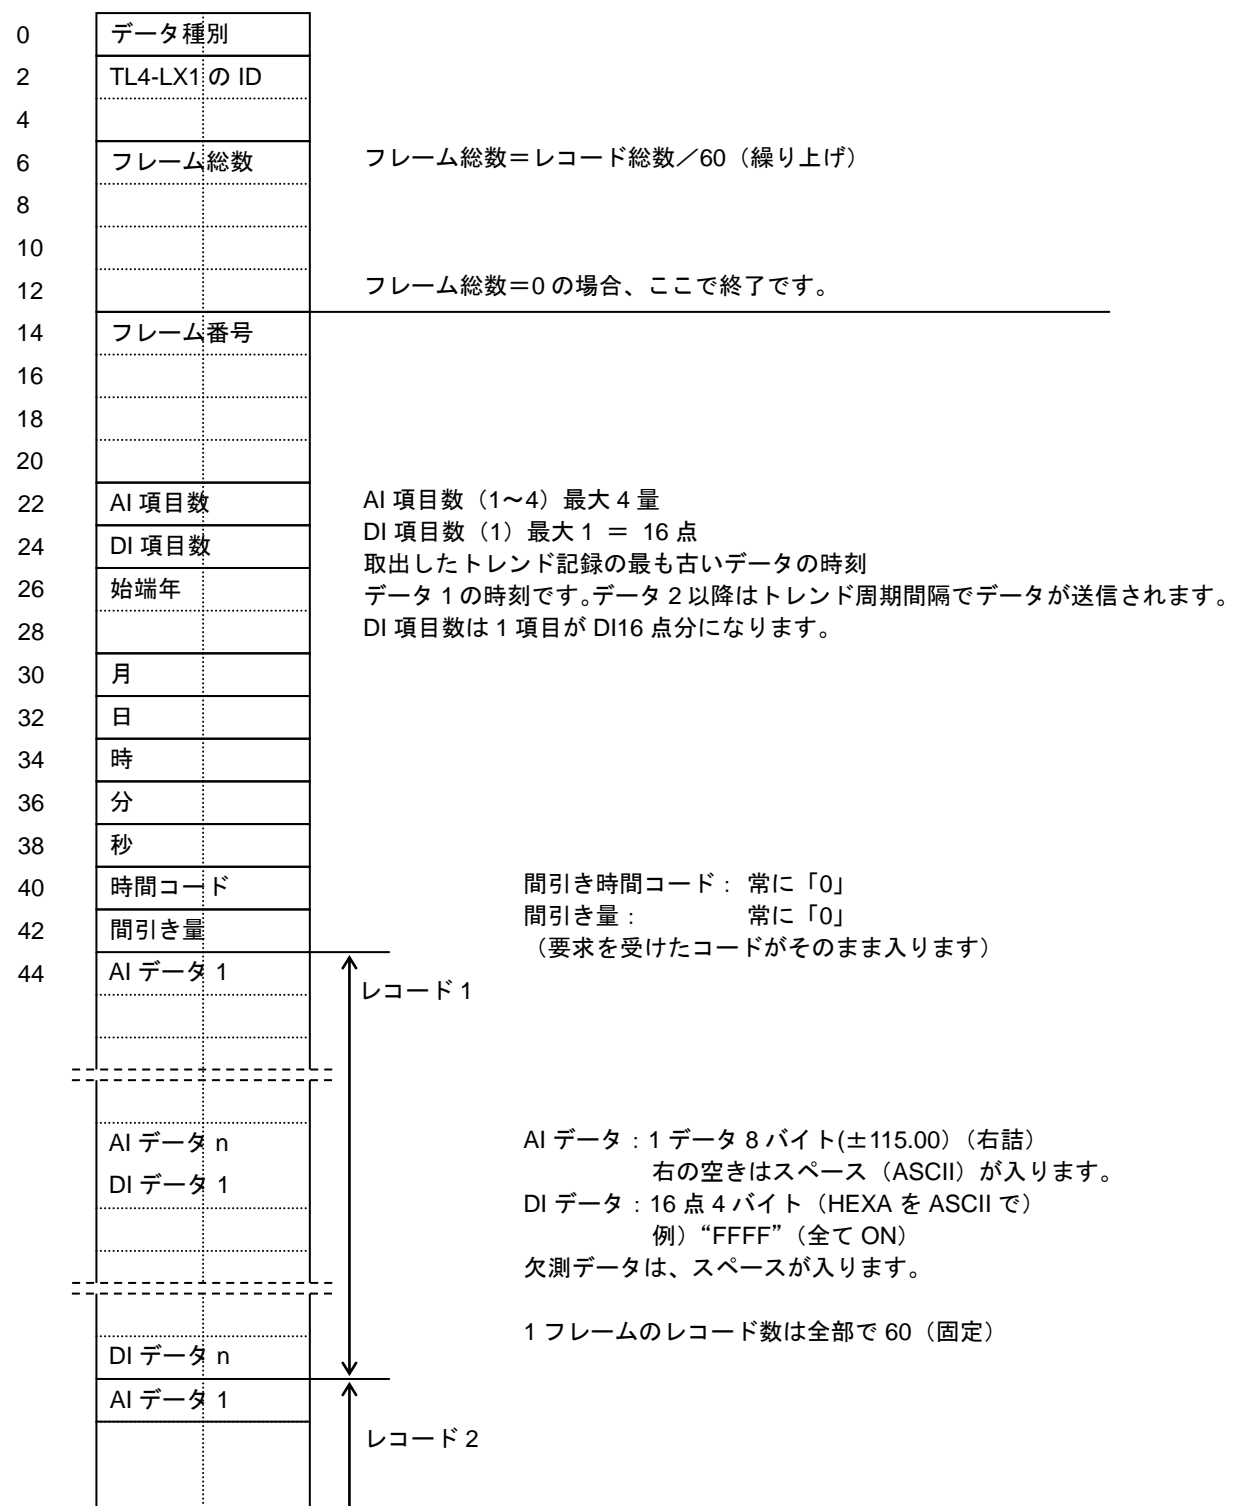 0 データ種別
2 TL4-LX1 の ID
4
6 フレーム総数 フレーム総数＝レコード総数／60（繰り上げ）
8
10
12 フレーム総数＝0 の場合、ここで終了です。
14 フレーム番号
16
18
20
22 AI 項目数 AI 項目数（1～4）最大 4 量
24 DI 項目数 DI 項目数（1）最大 1 ＝ 16 点
取出したトレンド記録の最も古いデータの時刻
26 始端年 データ 1 の時刻です。データ 2 以降はトレンド周期間隔でデータが送信されます。
28 DI 項目数は 1 項目が DI16 点分になります。
30 月
32 日
34 時
36 分
38 秒
40 時間コード 間引き時間コード： 常に「0」
42 間引き量 間引き量： 常に「0」
（要求を受けたコードがそのまま入ります）
44 AI データ 1
レコード 1
AI データ n AI データ：1 データ 8 バイト(±115.00)（右詰）
右の空きはスペース（ASCII）が入ります。
DI データ 1 DI データ：16 点 4 バイト（HEXA を ASCII で）
例）“FFFF”（全て ON）
欠測データは、スペースが入ります。
1 フレームのレコード数は全部で 60（固定）
DI データ n
AI データ 1
レコード 2